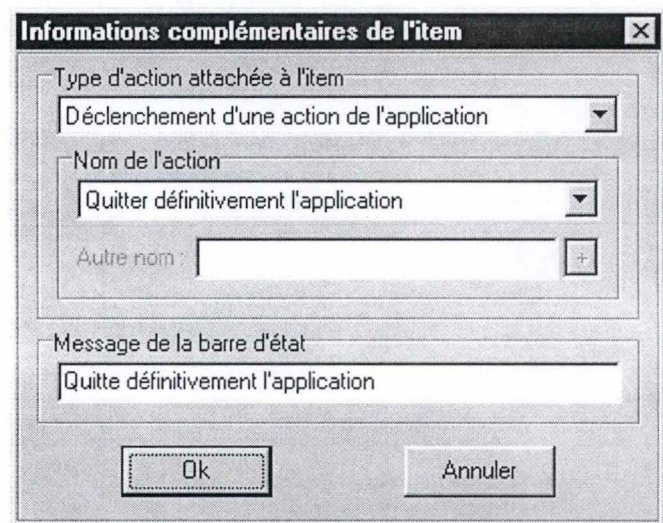 Informations complémentaires de l'item
Type d'action attachée à l'item
Déclenchement d'une action de l'application
Nom de l'action
Quitter définitivement l'application
Autre nom :
+
Message de la barre d'état
Quitte définitivement l'application
Ok
Annuler